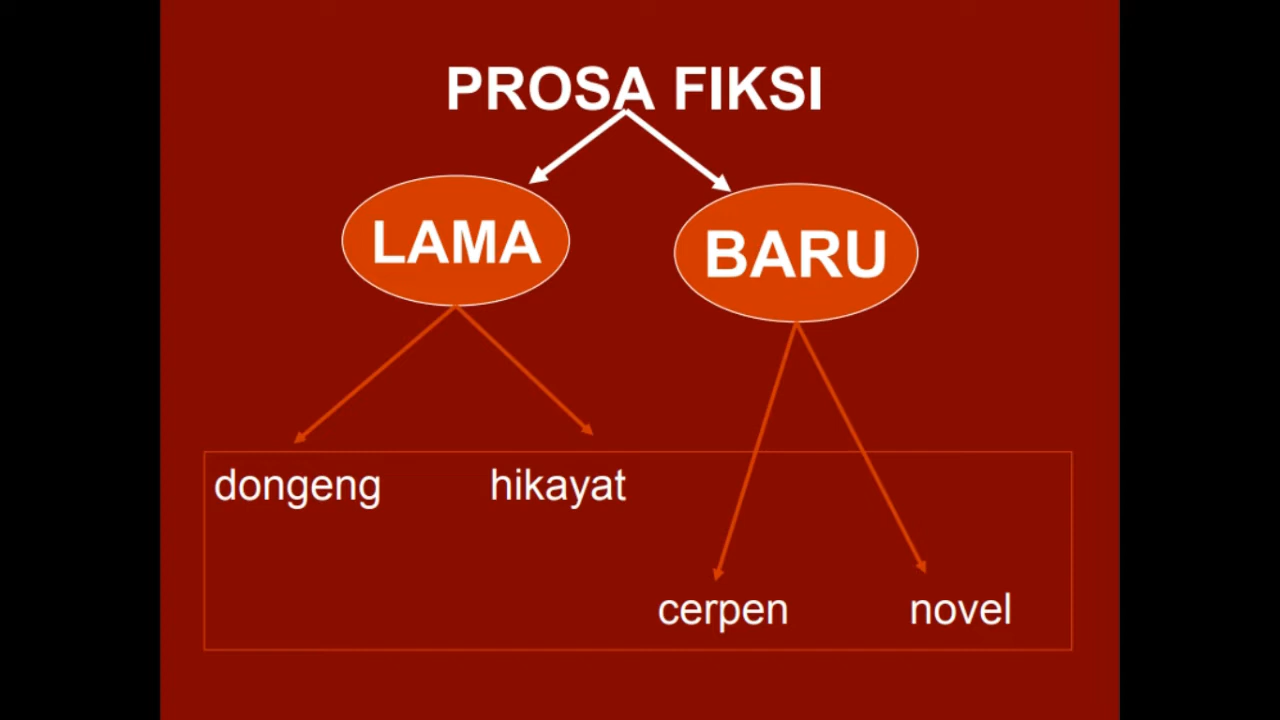 PROSA FIKSI
LAMA
BARU
dongeng
hikayat
cerpen
novel